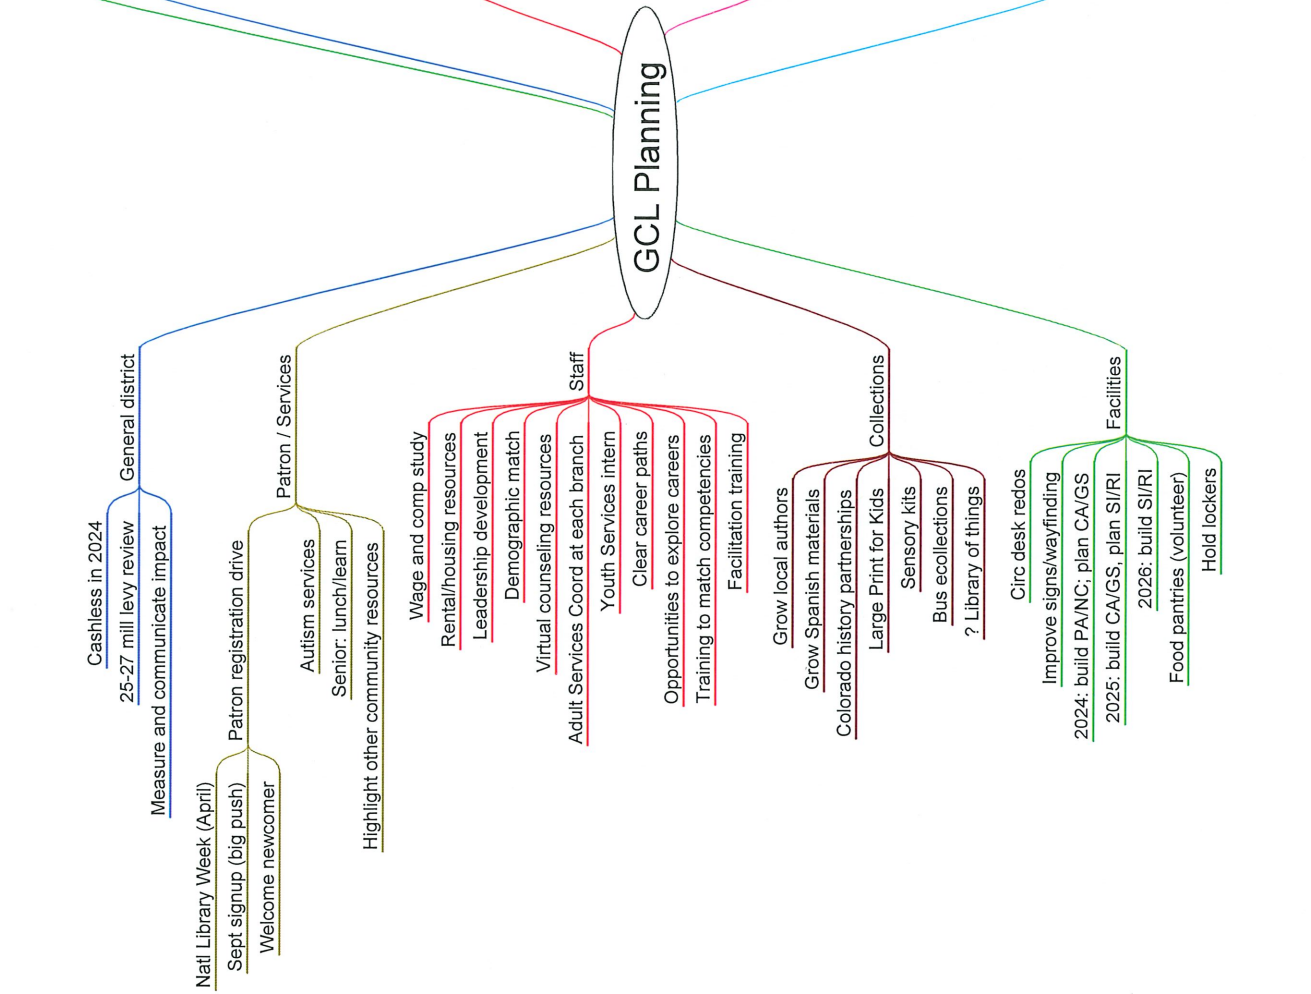 GCL Planning
General district
Cashless in 2024
25-27 mill levy review
Measure and communicate impact
Patron / Services
Patron registration drive
Natl Library Week (April)
Sept signup (big push)
Welcome newcomer
Autism services
Senior: lunch/learn
Highlight other community resources
Staff
Wage and comp study
Rental/housing resources
Leadership development
Demographic match
Virtual counseling resources
Adult Services Coord at each branch
Youth Services intern
Clear career paths
Opportunities to explore careers
Training to match competencies
Facilitation training
Collections
Grow local authors
Grow Spanish materials
Colorado history partnerships
Large Print for Kids
Sensory kits
Bus ecollections
? Library of things
Facilities
Circ desk redos
Improve signs/wayfinding
2024: build PA/NC; plan CA/GS
2025: build CA/GS, plan SI/RI
2026: build SI/RI
Food pantries (volunteer)
Hold lockers